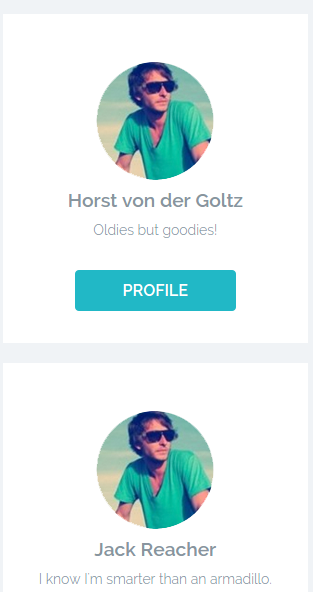 Horst von der Goltz
Oldies but goodies!
PROFILE
Jack Reacher
I know I'm smarter than an armadillo.